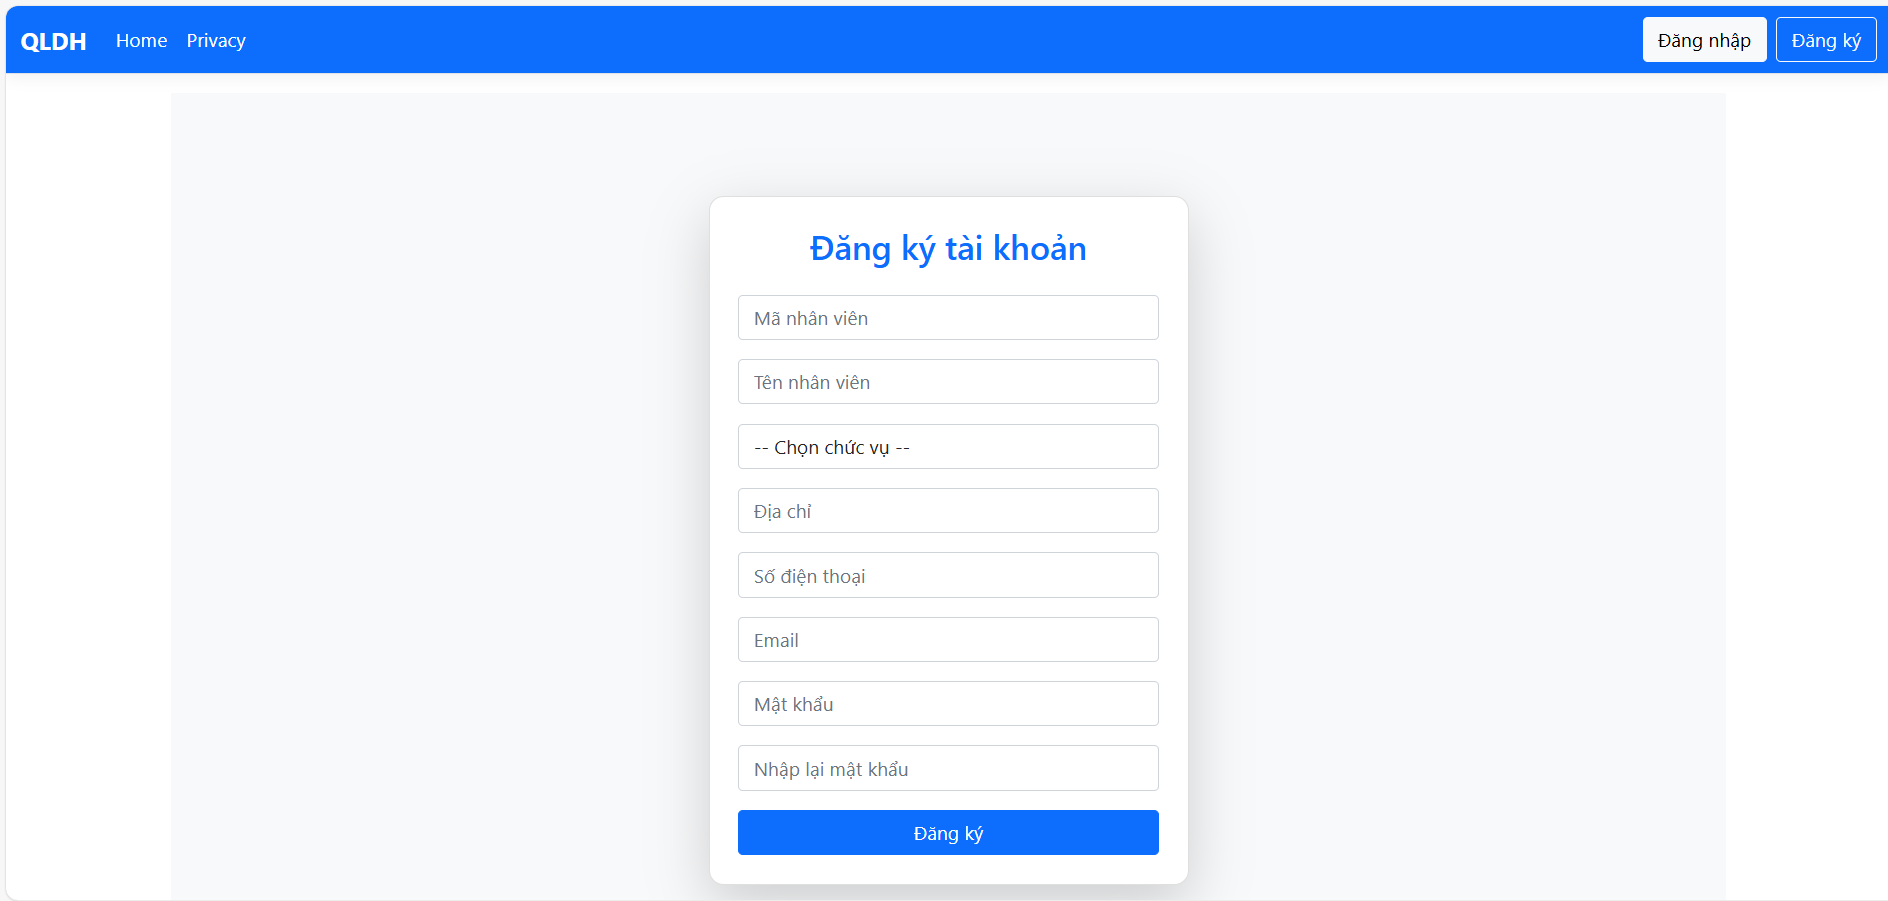 QLDH Home Privacy Đăng nhập Đăng ký
Đăng ký tài khoản
Mã nhân viên
Tên nhân viên
-- Chọn chức vụ --
Địa chỉ
Số điện thoại
Email
Mật khẩu
Nhập lại mật khẩu
Đăng ký